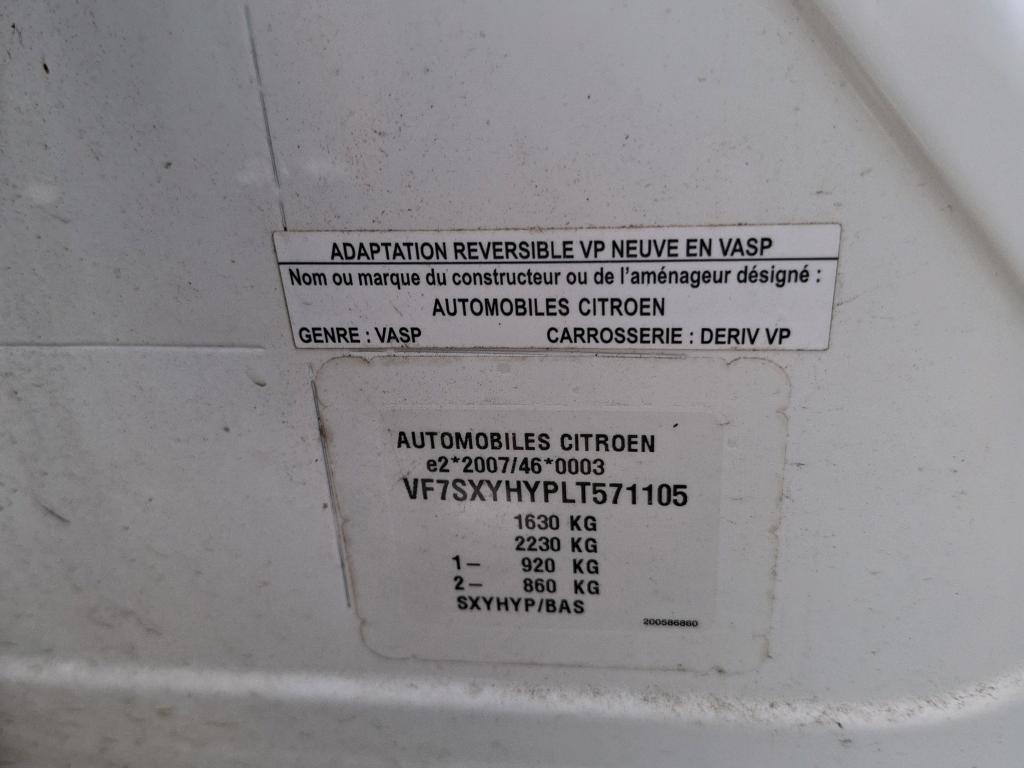 ADAPTATION REVERSIBLE VP NEUVE EN VASP
Nom ou marque du constructeur ou de l'aménageur désigné :
AUTOMOBILES CITROEN
GENRE : VASP CARROSSERIE : DERIV VP
AUTOMOBILES CITROEN
e2*2007/46*0003
VF7SXYHYPLT571105
1630 KG
2230 KG
1– 920 KG
2– 860 KG
SXYHYP/BAS
200586860